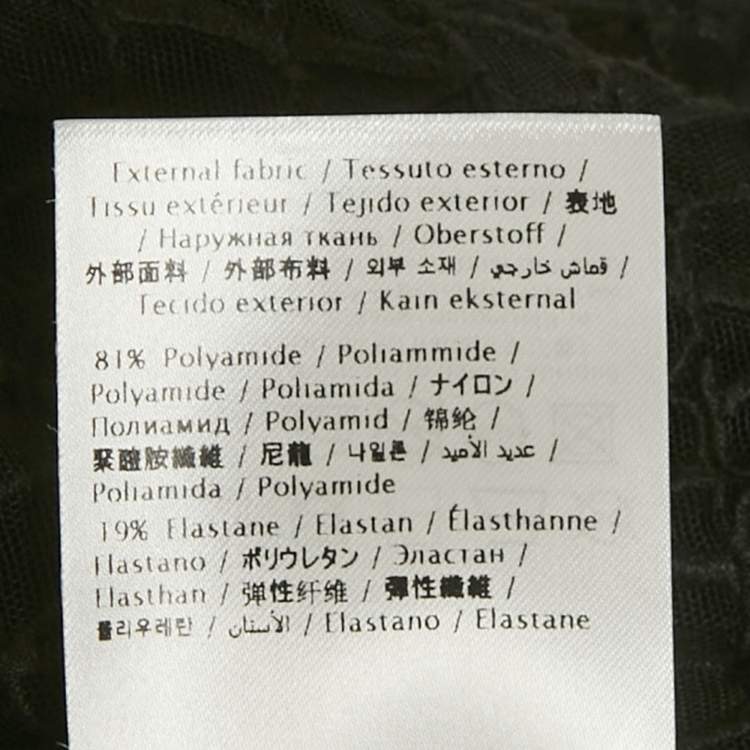 External fabric / Tessuto esterno /
Tissu extérieur / Tejido exterior / 表地
/ Наружная ткань / Oberstoff /
外部面料 / 外部布料 / 외부 소재 / قماش خارجي /
Tecido exterior / Kain eksternal
81% Polyamide / Poliammide /
Polyamide / Poliamida / ナイロン /
Полиамид / Polyamid / 锦纶 /
聚醯胺纖維 / 尼龍 / 나일론 / عديد الأميد /
Poliamida / Polyamide
19% Elastane / Elastan / Élasthanne /
Elastano / ポリウレタン / Эластан /
Elasthan / 弹性纤维 / 彈性纖維 /
폴리우레탄 / الأستان / Elastano / Elastane